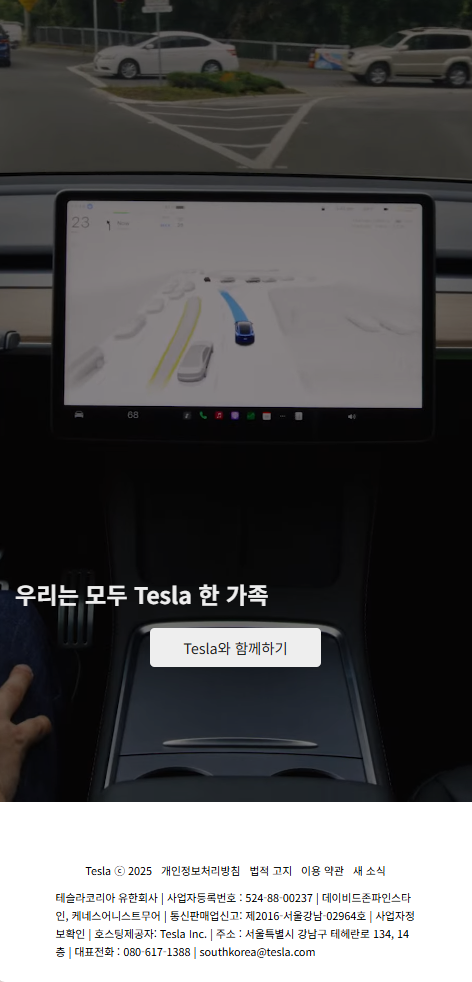 23
68
우리는 모두 Tesla 한 가족
Tesla와 함께하기
Tesla ⓒ 2025 개인정보처리방침 법적 고지 이용 약관 새 소식
테슬라코리아 유한회사 | 사업자등록번호 : 524-88-00237 | 데이비드존파인스타
인, 케네스어니스트무어 | 통신판매업신고: 제2016-서울강남-02964호 | 사업자정
보확인 | 호스팅제공자: Tesla Inc. | 주소 : 서울특별시 강남구 테헤란로 134, 14
층 | 대표전화 : 080-617-1388 | southkorea@tesla.com